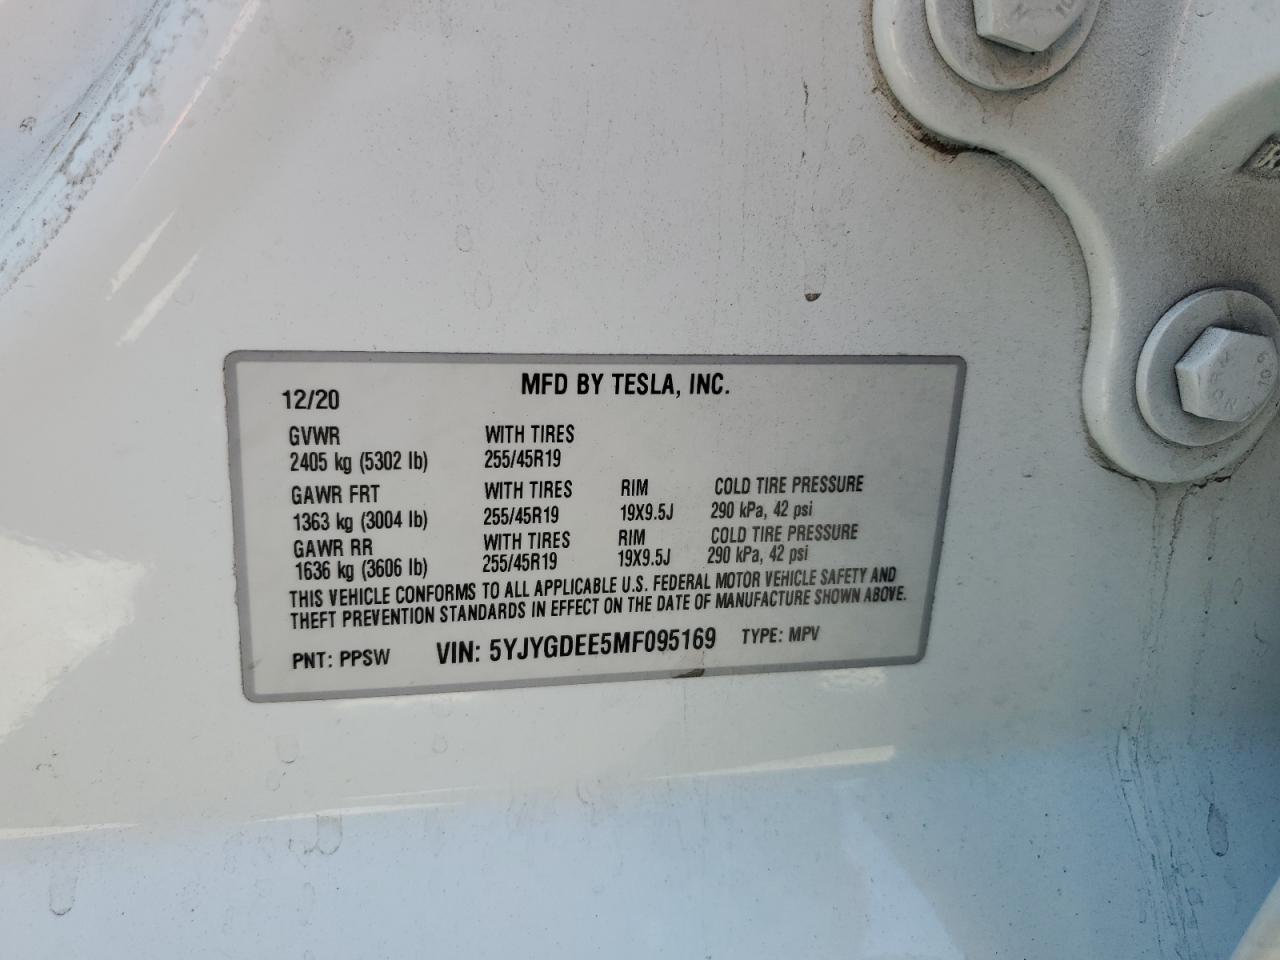 MFD BY TESLA, INC.
12/20
GVWR WITH TIRES
2405 kg (5302 lb) 255/45R19
GAWR FRT WITH TIRES RIM COLD TIRE PRESSURE
1363 kg (3004 lb) 255/45R19 19X9.5J 290 kPa, 42 psi
GAWR RR WITH TIRES RIM COLD TIRE PRESSURE
1636 kg (3606 lb) 255/45R19 19X9.5J 290 kPa, 42 psi
THIS VEHICLE CONFORMS TO ALL APPLICABLE U.S. FEDERAL MOTOR VEHICLE SAFETY AND
THEFT PREVENTION STANDARDS IN EFFECT ON THE DATE OF MANUFACTURE SHOWN ABOVE.
PNT: PPSW VIN: 5YJYGDEE5MF095169 TYPE: MPV